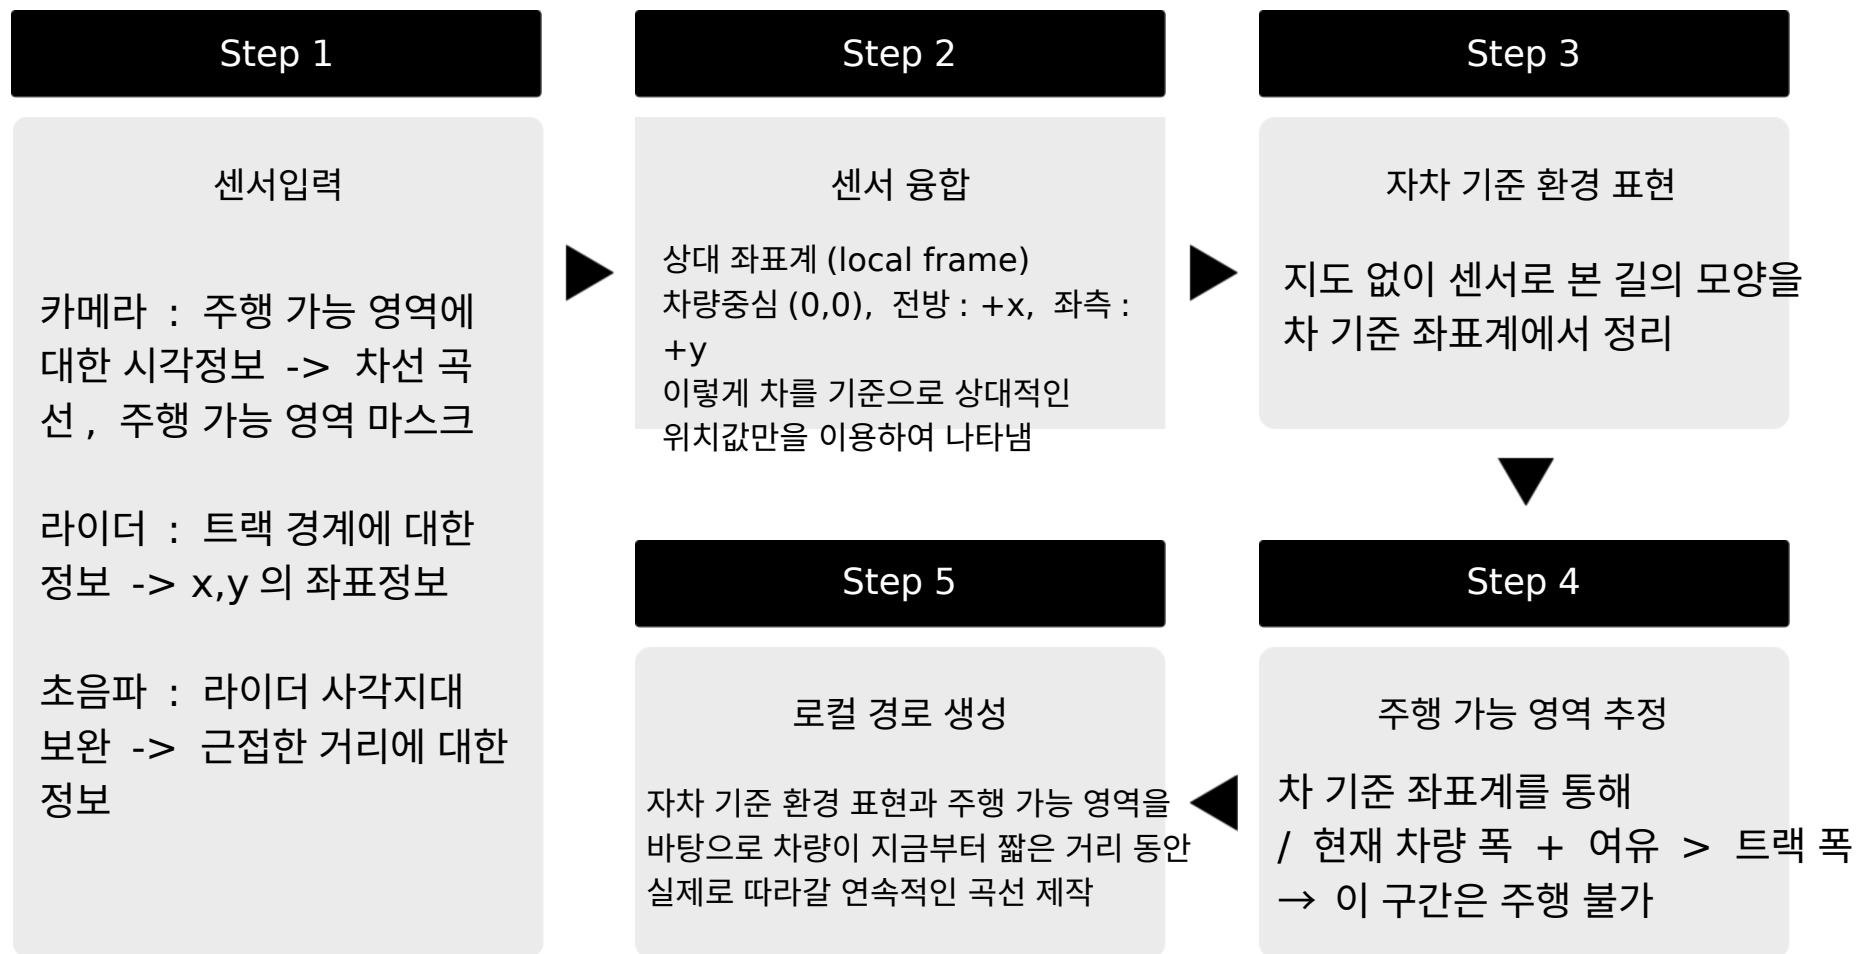 Step 1
센서입력
카메라 : 주행 가능 영역에
대한 시각정보 -> 차선 곡
선 , 주행 가능 영역 마스크
라이더 : 트랙 경계에 대한
정보 -> x,y 의 좌표정보
초음파 : 라이더 사각지대
보완 -> 근접한 거리에 대한
정보
Step 2
센서 융합
상대 좌표계 (local frame)
차량중심 (0,0), 전방 : +x, 좌측 :
+y
이렇게 차를 기준으로 상대적인
위치값만을 이용하여 나타냄
Step 3
자차 기준 환경 표현
지도 없이 센서로 본 길의 모양을
차 기준 좌표계에서 정리
Step 4
주행 가능 영역 추정
차 기준 좌표계를 통해
/ 현재 차량 폭 + 여유 > 트랙 폭
→ 이 구간은 주행 불가
Step 5
로컬 경로 생성
자차 기준 환경 표현과 주행 가능 영역을
바탕으로 차량이 지금부터 짧은 거리 동안
실제로 따라갈 연속적인 곡선 제작